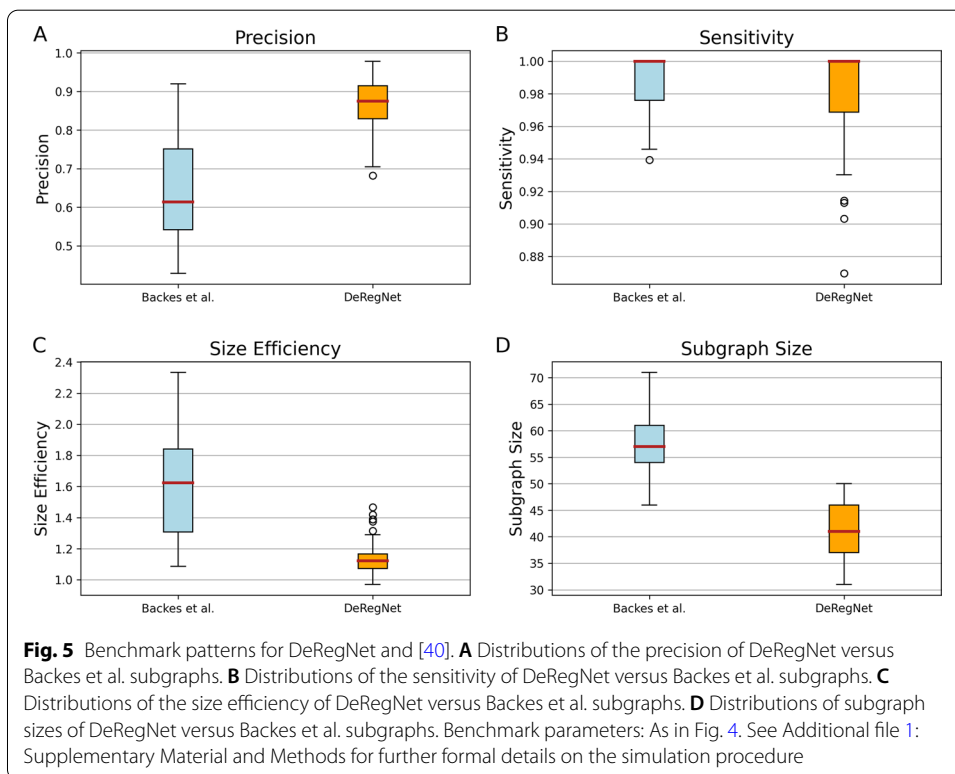 A
Precision
1.0
0.9
0.8
0.7
0.6
0.5
Precision
Backes et al.
DeRegNet
B
Sensitivity
1.00
0.98
0.96
0.94
0.92
0.90
0.88
Sensitivity
Backes et al.
DeRegNet
C
Size Efficiency
2.4
2.2
2.0
1.8
1.6
1.4
1.2
1.0
Size Efficiency
Backes et al.
DeRegNet
D
Subgraph Size
70
65
60
55
50
45
40
35
30
Subgraph Size
Backes et al.
DeRegNet
Fig. 5 Benchmark patterns for DeRegNet and [40]. A Distributions of the precision of DeRegNet versus
Backes et al. subgraphs. B Distributions of the sensitivity of DeRegNet versus Backes et al. subgraphs. C
Distributions of the size efficiency of DeRegNet versus Backes et al. subgraphs. D Distributions of subgraph
sizes of DeRegNet versus Backes et al. subgraphs. Benchmark parameters: As in Fig. 4. See Additional file 1:
Supplementary Material and Methods for further formal details on the simulation procedure